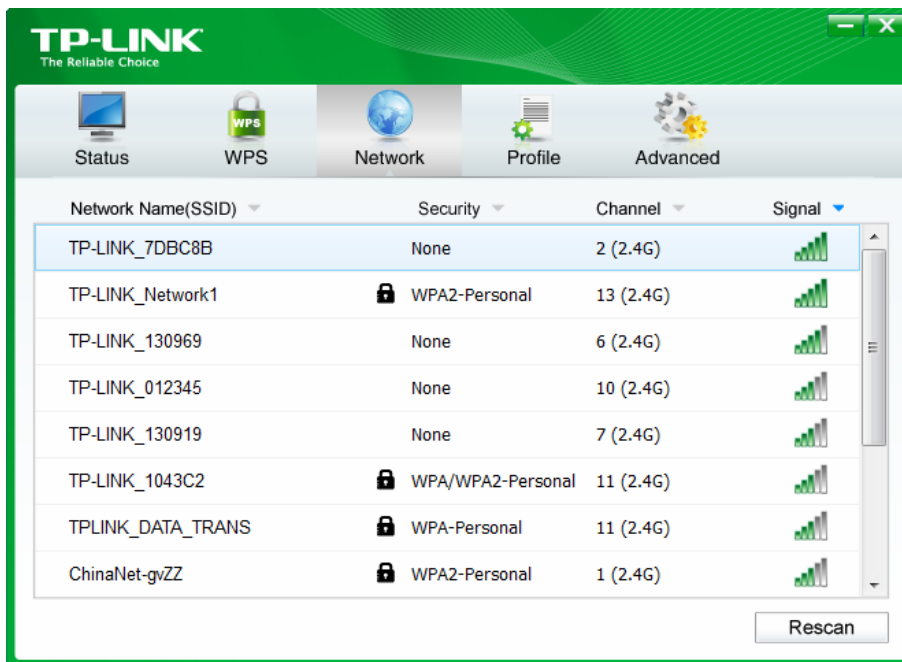 TP-LINK
The Reliable Choice
WPS
Status WPS Network Profile Advanced
Network Name(SSID) Security Channel Signal
TP-LINK_7DBC8B None 2 (2.4G)
TP-LINK_Network1 WPA2-Personal 13 (2.4G)
TP-LINK_130969 None 6 (2.4G)
TP-LINK_012345 None 10 (2.4G)
TP-LINK_130919 None 7 (2.4G)
TP-LINK_1043C2 WPA/WPA2-Personal 11 (2.4G)
TPLINK_DATA_TRANS WPA-Personal 11 (2.4G)
ChinaNet-gvZZ WPA2-Personal 1 (2.4G)
Rescan